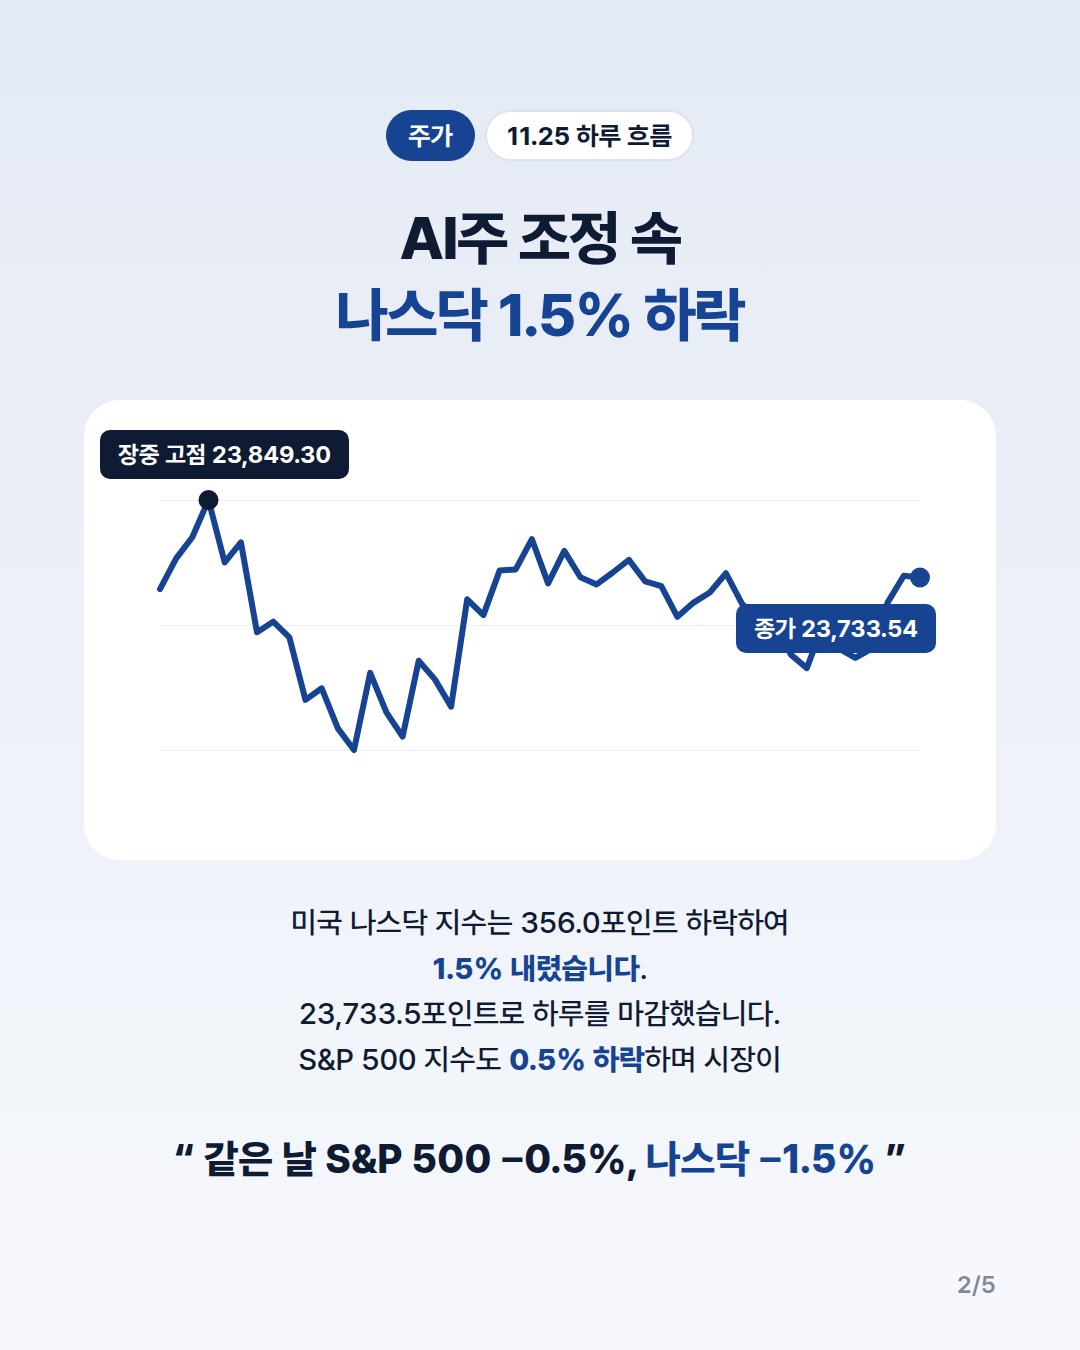 주가
11.25 하루 흐름
AI주 조정 속
나스닥 1.5% 하락
장중 고점 23,849.30
종가 23,733.54
미국 나스닥 지수는 356.0포인트 하락하여
1.5% 내렸습니다.
23,733.5포인트로 하루를 마감했습니다.
S&P 500 지수도 0.5% 하락하며 시장이
“ 같은 날 S&P 500 −0.5%, 나스닥 −1.5% ”
2/5